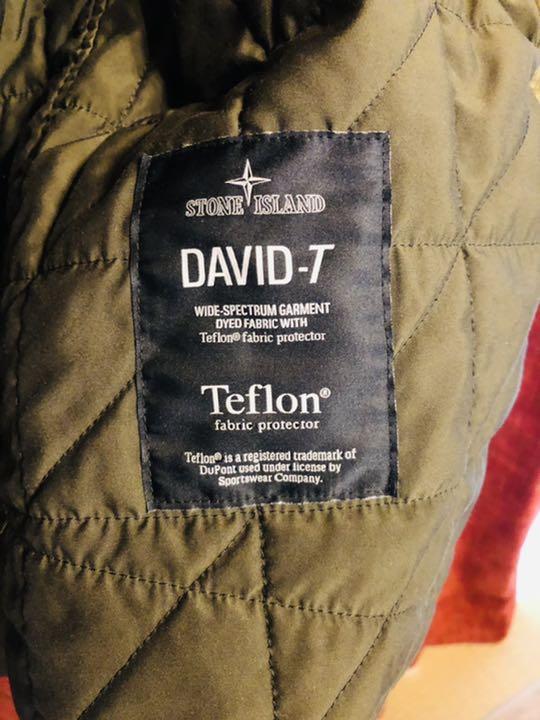 STONE ISLAND
DAVID-T
WIDE-SPECTRUM GARMENT
DYED FABRIC WITH
Teflon® fabric protector
Teflon®
fabric protector
Teflon® is a registered trademark of
DuPont used under license by
Sportswear Company.